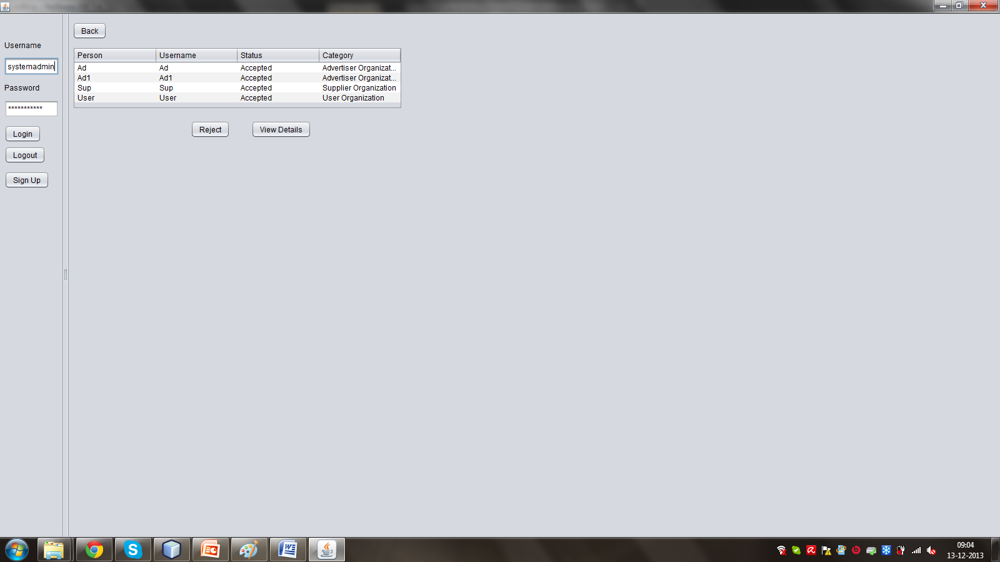 Back
Username
systemadmin
Password
***********
Login
Logout
Sign Up
Person Username Status Category
Ad Ad Accepted Advertiser Organizat...
Ad1 Ad1 Accepted Advertiser Organizat...
Sup Sup Accepted Supplier Organization
User User Accepted User Organization
Reject View Details
09:04
13-12-2013